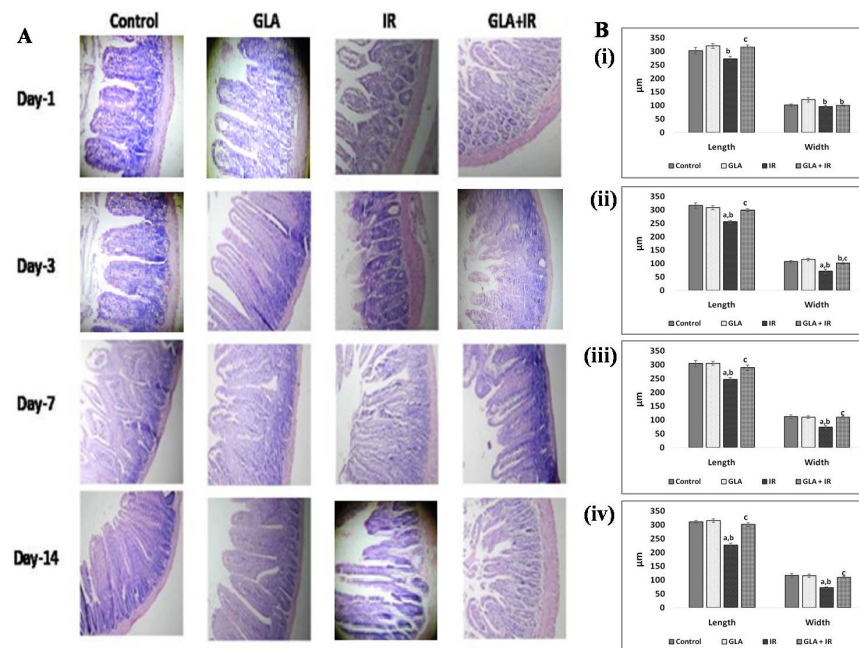 A
Control GLA IR GLA+IR
Day-1
Day-3
Day-7
Day-14
B
(i)
350
300
250
200
150
100
50
0
µm
b
c
b
b
Length Width
Control GLA IR GLA + IR
(ii)
350
300
250
200
150
100
50
0
µm
a,b
c
a,b
b,c
Length Width
Control GLA IR GLA + IR
(iii)
350
300
250
200
150
100
50
0
µm
a,b
c
a,b
c
Length Width
Control GLA IR GLA + IR
(iv)
350
300
250
200
150
100
50
0
µm
a,b
c
a,b
c
Length Width
Control GLA IR GLA + IR